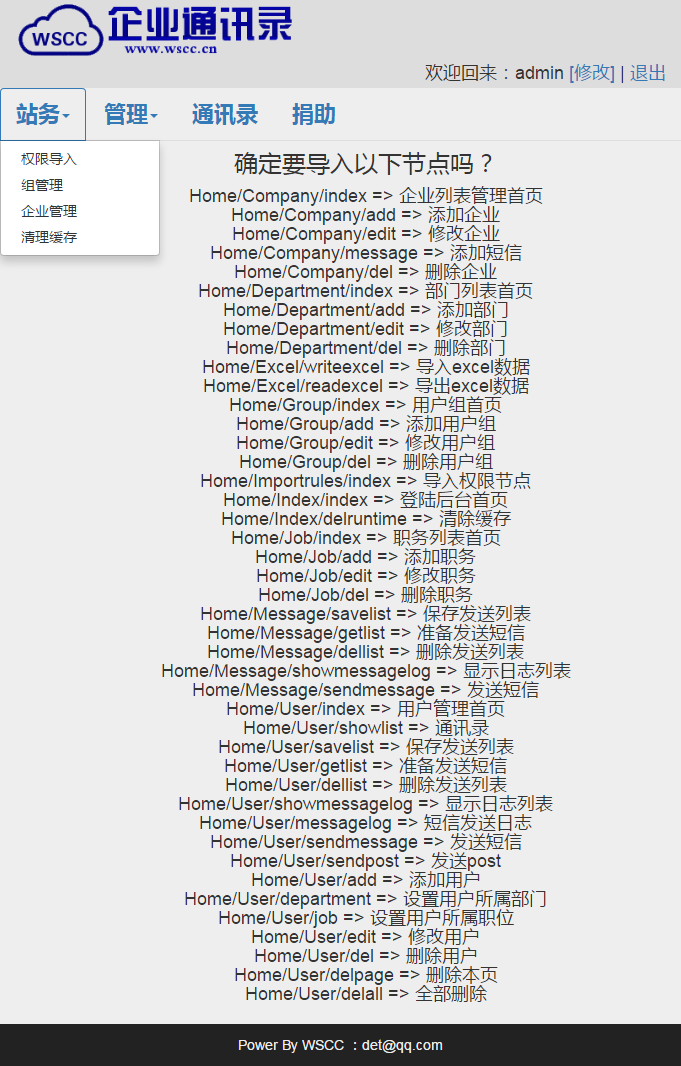 WSCC 企业通讯录
www.wscc.cn
欢迎回来：admin [修改] | 退出
站务 管理 通讯录 捐助
权限导入
组管理
企业管理
清理缓存
确定要导入以下节点吗？
Home/Company/index => 企业列表管理首页
Home/Company/add => 添加企业
Home/Company/edit => 修改企业
Home/Company/message => 添加短信
Home/Company/del => 删除企业
Home/Department/index => 部门列表首页
Home/Department/add => 添加部门
Home/Department/edit => 修改部门
Home/Department/del => 删除部门
Home/Excel/writeexcel => 导入excel数据
Home/Excel/readexcel => 导出excel数据
Home/Group/index => 用户组首页
Home/Group/add => 添加用户组
Home/Group/edit => 修改用户组
Home/Group/del => 删除用户组
Home/Importrules/index => 导入权限节点
Home/Index/index => 登陆后台首页
Home/Index/delruntime => 清除缓存
Home/Job/index => 职务列表首页
Home/Job/add => 添加职务
Home/Job/edit => 修改职务
Home/Job/del => 删除职务
Home/Message/savelist => 保存发送列表
Home/Message/getlist => 准备发送短信
Home/Message/dellist => 删除发送列表
Home/Message/showmessagelog => 显示日志列表
Home/Message/sendmessage => 发送短信
Home/User/index => 用户管理首页
Home/User/showlist => 通讯录
Home/User/savelist => 保存发送列表
Home/User/getlist => 准备发送短信
Home/User/dellist => 删除发送列表
Home/User/showmessagelog => 显示日志列表
Home/User/messagelog => 短信发送日志
Home/User/sendmessage => 发送短信
Home/User/sendpost => 发送post
Home/User/add => 添加用户
Home/User/department => 设置用户所属部门
Home/User/job => 设置用户所属职位
Home/User/edit => 修改用户
Home/User/del => 删除用户
Home/User/delpage => 删除本页
Home/User/delall => 全部删除
Power By WSCC ：det@qq.com